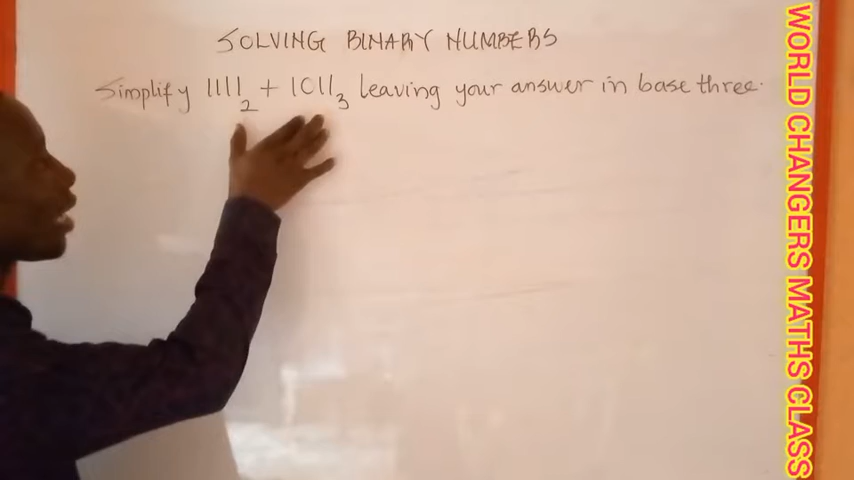 SOLVING BINARY NUMBERS
Simplify 1111₂ + 1011₃ leaving your answer in base three.
WORLD CHANGERS MATHS CLASS